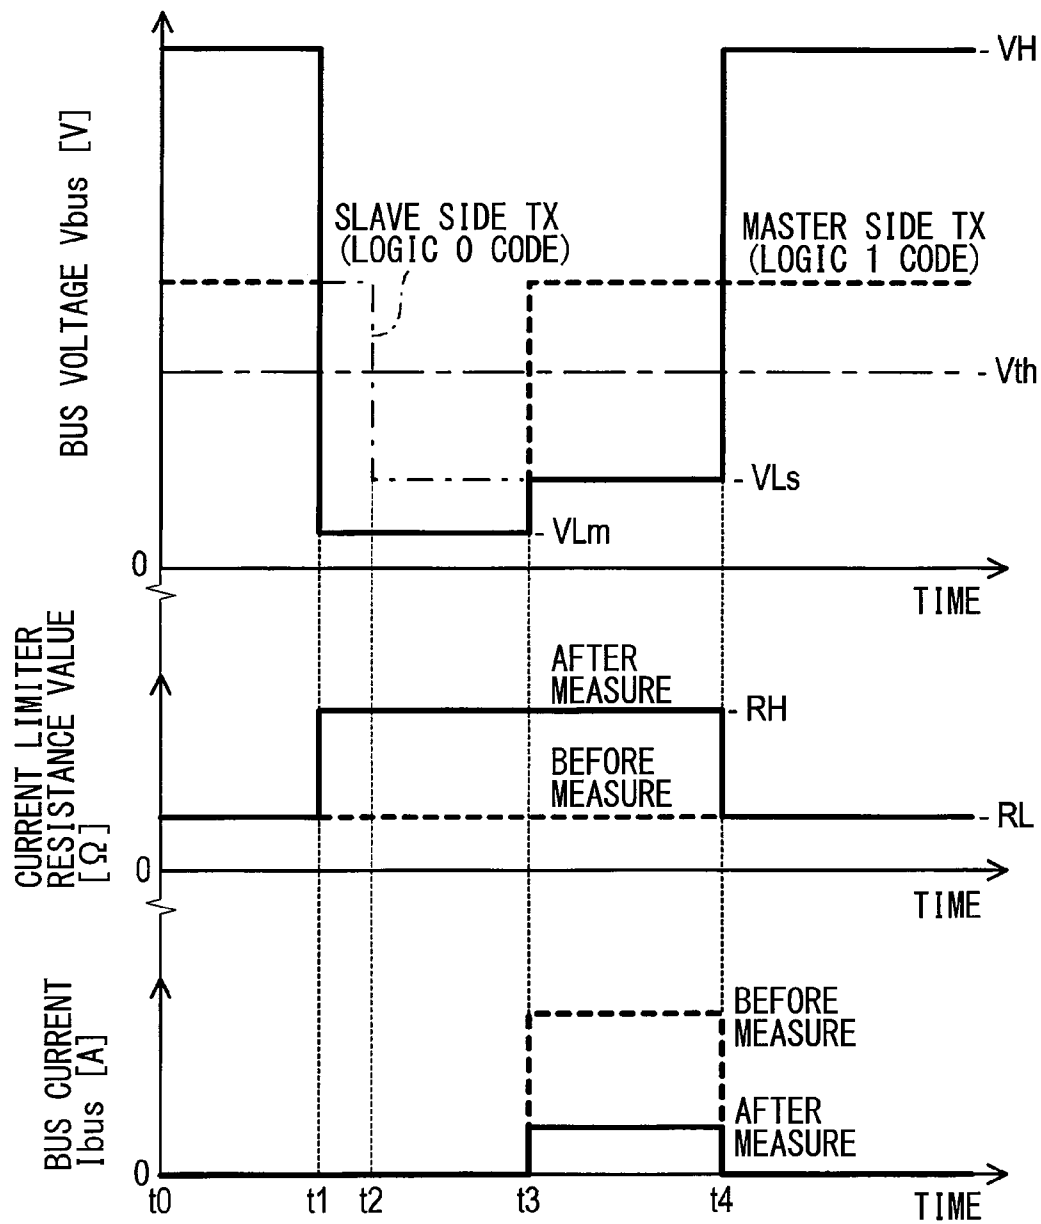 BUS VOLTAGE Vbus [V]
VH
SLAVE SIDE TX
(LOGIC 0 CODE)
MASTER SIDE TX
(LOGIC 1 CODE)
Vth
VLs
VLm
0
TIME
CURRENT LIMITER
RESISTANCE VALUE
[Ω]
AFTER
MEASURE
RH
BEFORE
MEASURE
RL
0
TIME
BUS CURRENT
Ibus [A]
BEFORE
MEASURE
AFTER
MEASURE
0
t0
t1
t2
t3
t4
TIME